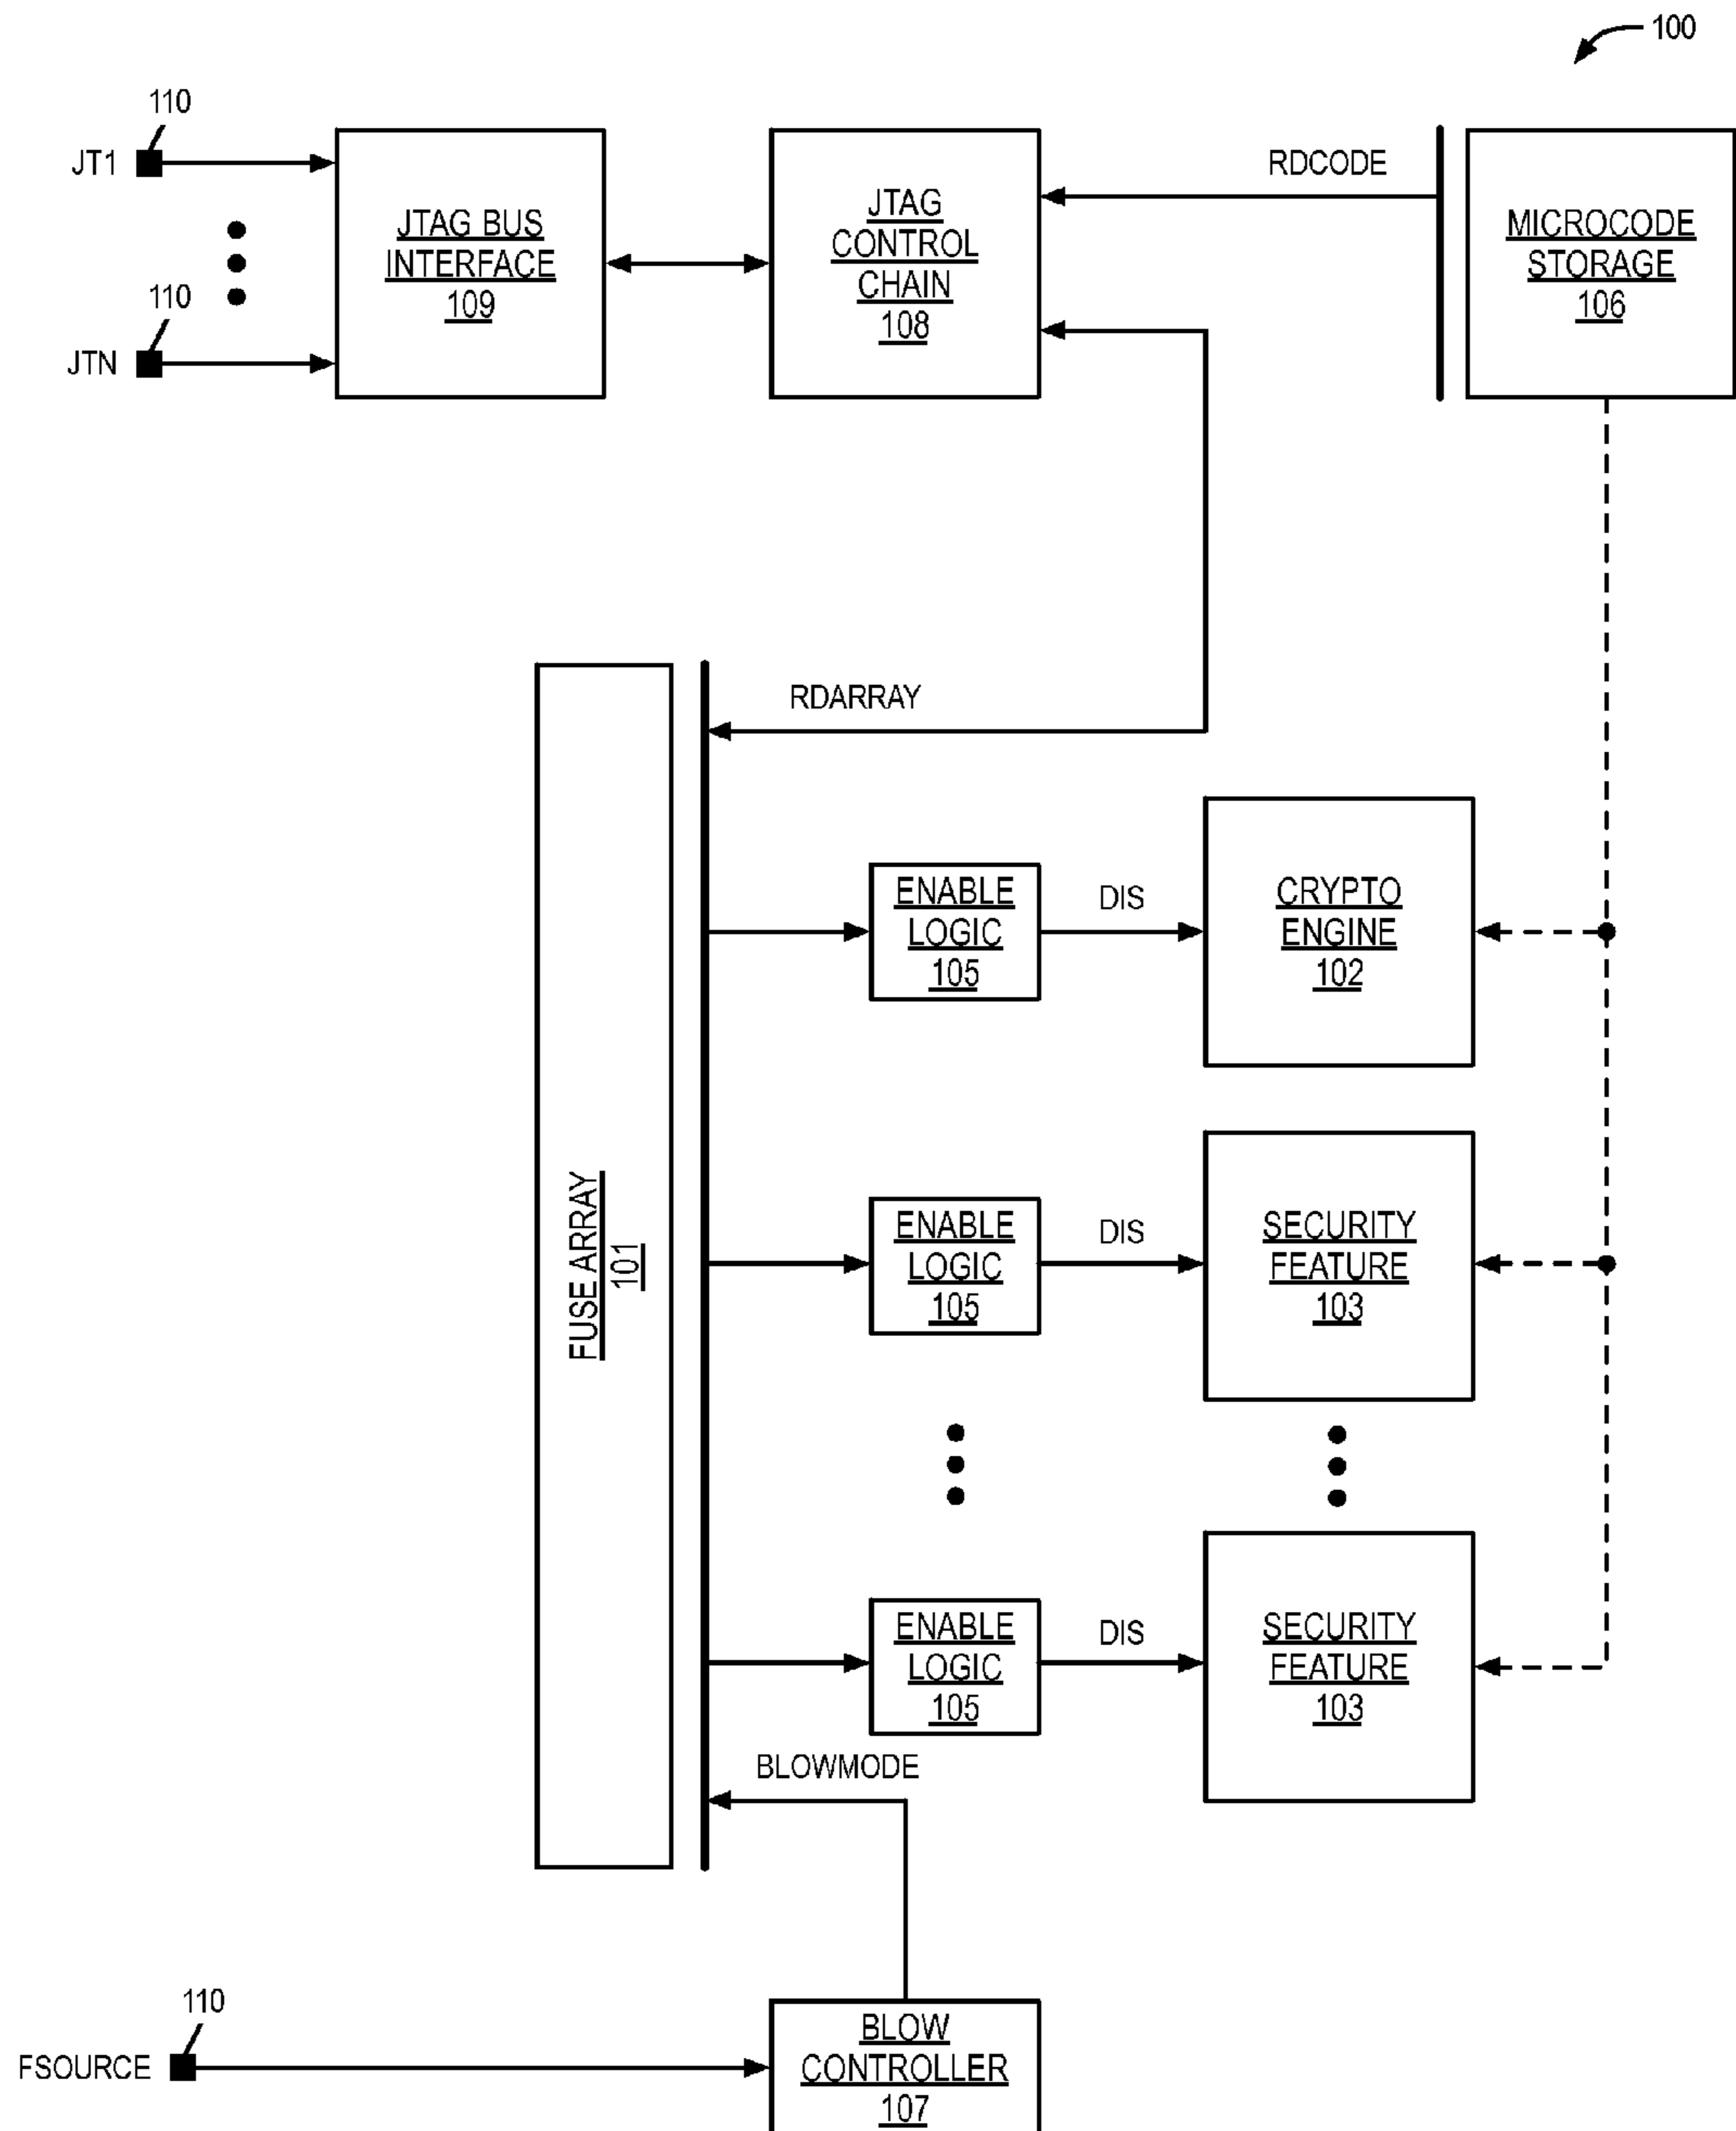 100
110
JT1
JTAG BUS
INTERFACE
109
110
JTN
JTAG
CONTROL
CHAIN
108
RDCODE
MICROCODE
STORAGE
106
RDARRAY
FUSE ARRAY
101
ENABLE
LOGIC
105
DIS
CRYPTO
ENGINE
102
ENABLE
LOGIC
105
DIS
SECURITY
FEATURE
103
ENABLE
LOGIC
105
DIS
SECURITY
FEATURE
103
BLOWMODE
110
FSOURCE
BLOW
CONTROLLER
107